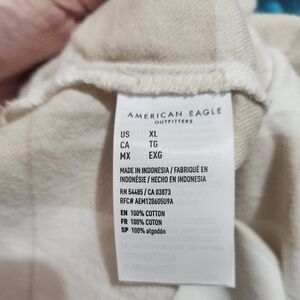 AMERICAN EAGLE
OUTFITTERS
US XL
CA TG
MX EXG
MADE IN INDONESIA / FABRIQUÉ EN
INDONÉSIE / HECHO EN INDONESIA
RN 54485 / CA 03873
RFC# AEM128605U9A
EN 100% COTTON
FR 100% COTON
SP 100% algodón